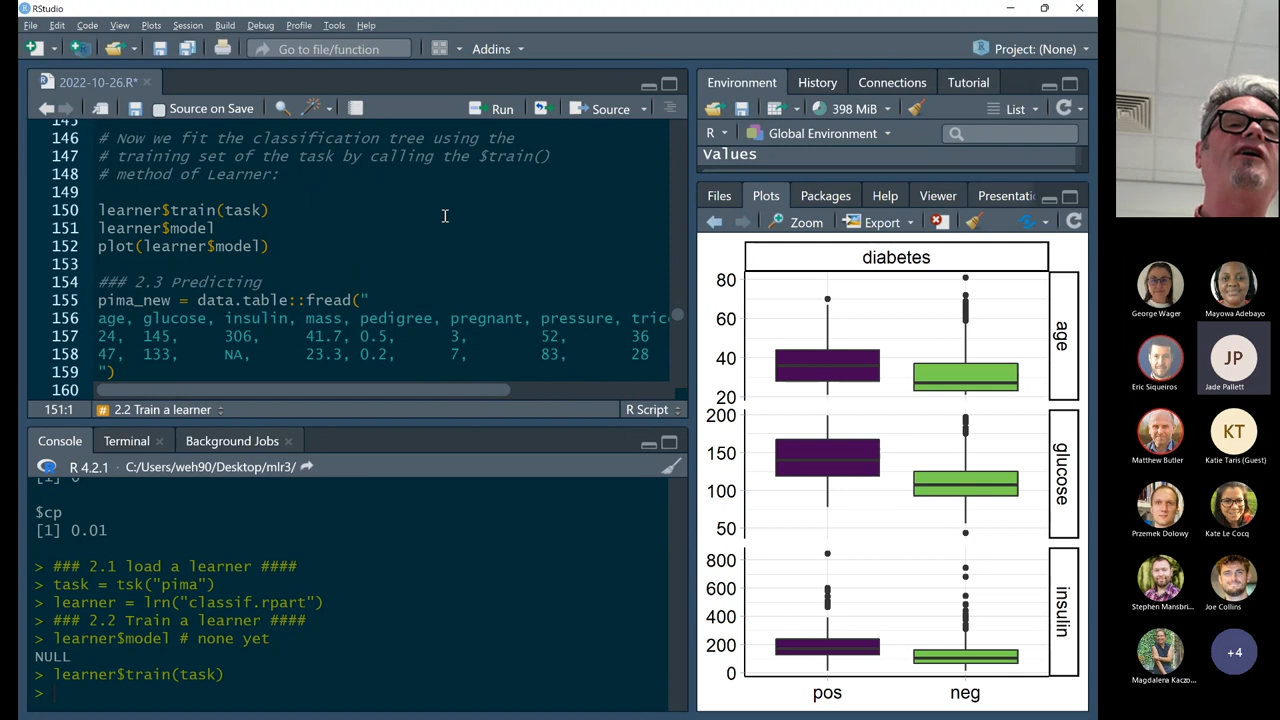 RStudio
File Edit Code View Plots Session Build Debug Profile Tools Help
Go to file/function Addins Project: (None)
2022-10-26.R*
Source on Save Run Source
145
146 # Now we fit the classification tree using the
147 # training set of the task by calling the $train()
148 # method of Learner:
149
150 learner$train(task)
151 learner$model
152 plot(learner$model)
153
154 ### 2.3 Predicting
155 pima_new = data.table::fread("
156 age, glucose, insulin, mass, pedigree, pregnant, pressure, trice
157 24, 145, 306, 41.7, 0.5, 3, 52, 36
158 47, 133, NA, 23.3, 0.2, 7, 83, 28
159 ")
160
151:1 # 2.2 Train a learner R Script
Console Terminal Background Jobs
R 4.2.1 · C:/Users/weh90/Desktop/mlr3/
[1] 0
$cp
[1] 0.01
> ### 2.1 load a learner ####
> task = tsk("pima")
> learner = lrn("classif.rpart")
> ### 2.2 Train a learner ####
> learner$model # none yet
NULL
> learner$train(task)
>
Environment History Connections Tutorial
398 MiB List
R Global Environment
Values
Files Plots Packages Help Viewer Presentati
Zoom Export
diabetes
80
60
40
20
age
200
150
100
50
glucose
800
600
400
200
0
insulin
pos neg
George Wager Mayowa Adebayo
Eric Siqueiros JP Jade Pallett
Matthew Butler KT Katie Taris (Guest)
Przemek Dolowy Kate Le Cocq
Stephen Mansbri... Joe Collins
Magdalena Kaczo... +4